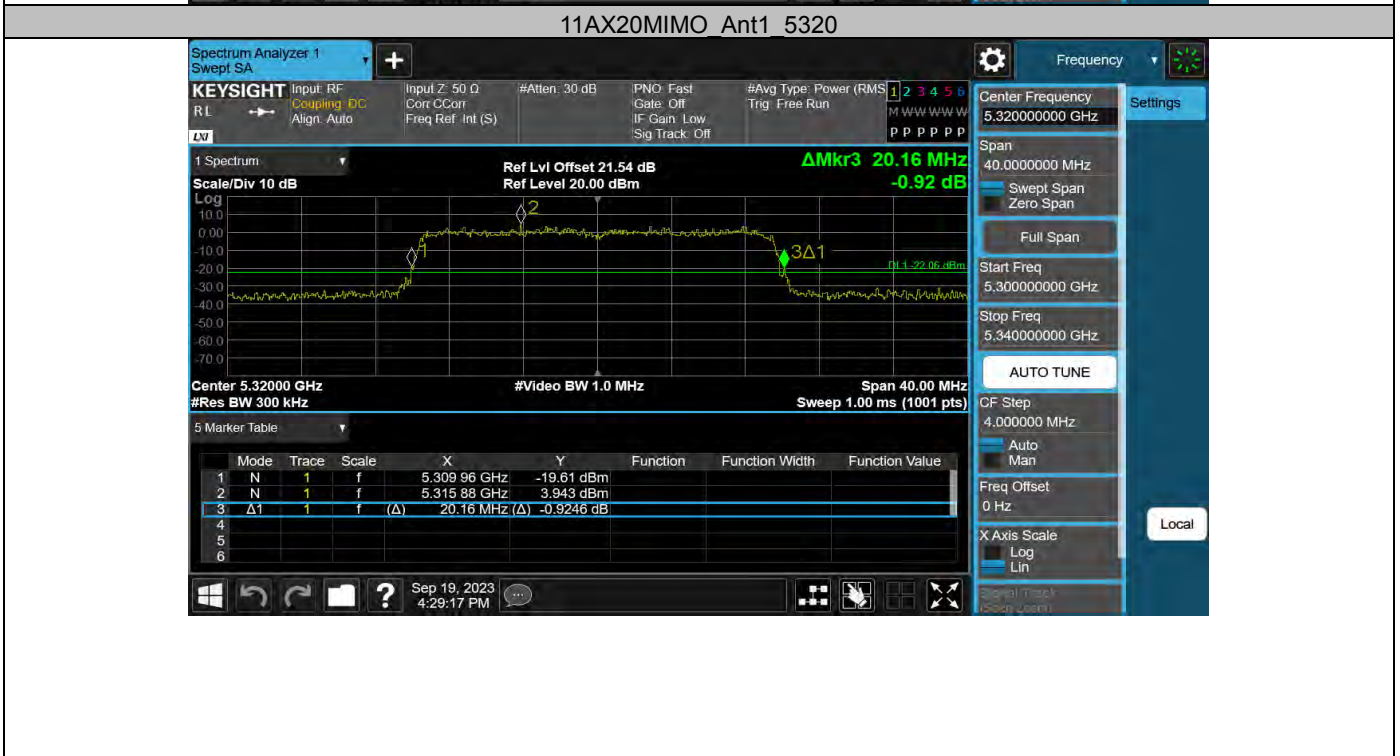 11AX20MIMO_Ant1_5320
Spectrum Analyzer 1
Swept SA
Frequency
KEYSIGHT
Input: RF
Input Z: 50 Ω
#Atten: 30 dB
PNO: Fast
#Avg Type: Power (RMS
1 2 3 4 5 6
RL
Coupling: DC
Corr CCorr
Gate: Off
Trig: Free Run
M W W W W W
Align: Auto
Freq Ref: Int (S)
IF Gain: Low
LXI
Sig Track: Off
P P P P P P
Center Frequency
5.320000000 GHz
Settings
Span
40.0000000 MHz
Swept Span
Zero Span
Full Span
Start Freq
5.300000000 GHz
Stop Freq
5.340000000 GHz
AUTO TUNE
CF Step
4.000000 MHz
Auto
Man
Freq Offset
0 Hz
X Axis Scale
Log
Lin
Signal Track
(Span Zoom)
Local
1 Spectrum
Ref Lvl Offset 21.54 dB
ΔMkr3 20.16 MHz
Scale/Div 10 dB
Ref Level 20.00 dBm
-0.92 dB
Log
10.0
0.00
-10.0
-20.0
-30.0
-40.0
-50.0
-60.0
-70.0
1
2
3Δ1
DL1 -22.06 dBm
Center 5.32000 GHz
#Video BW 1.0 MHz
Span 40.00 MHz
#Res BW 300 kHz
Sweep 1.00 ms (1001 pts)
5 Marker Table
Mode Trace Scale X Y Function Function Width Function Value
1 N 1 f 5.309 96 GHz -19.61 dBm
2 N 1 f 5.315 88 GHz 3.943 dBm
3 Δ1 1 f (Δ) 20.16 MHz (Δ) -0.9246 dB
4
5
6
Sep 19, 2023
4:29:17 PM